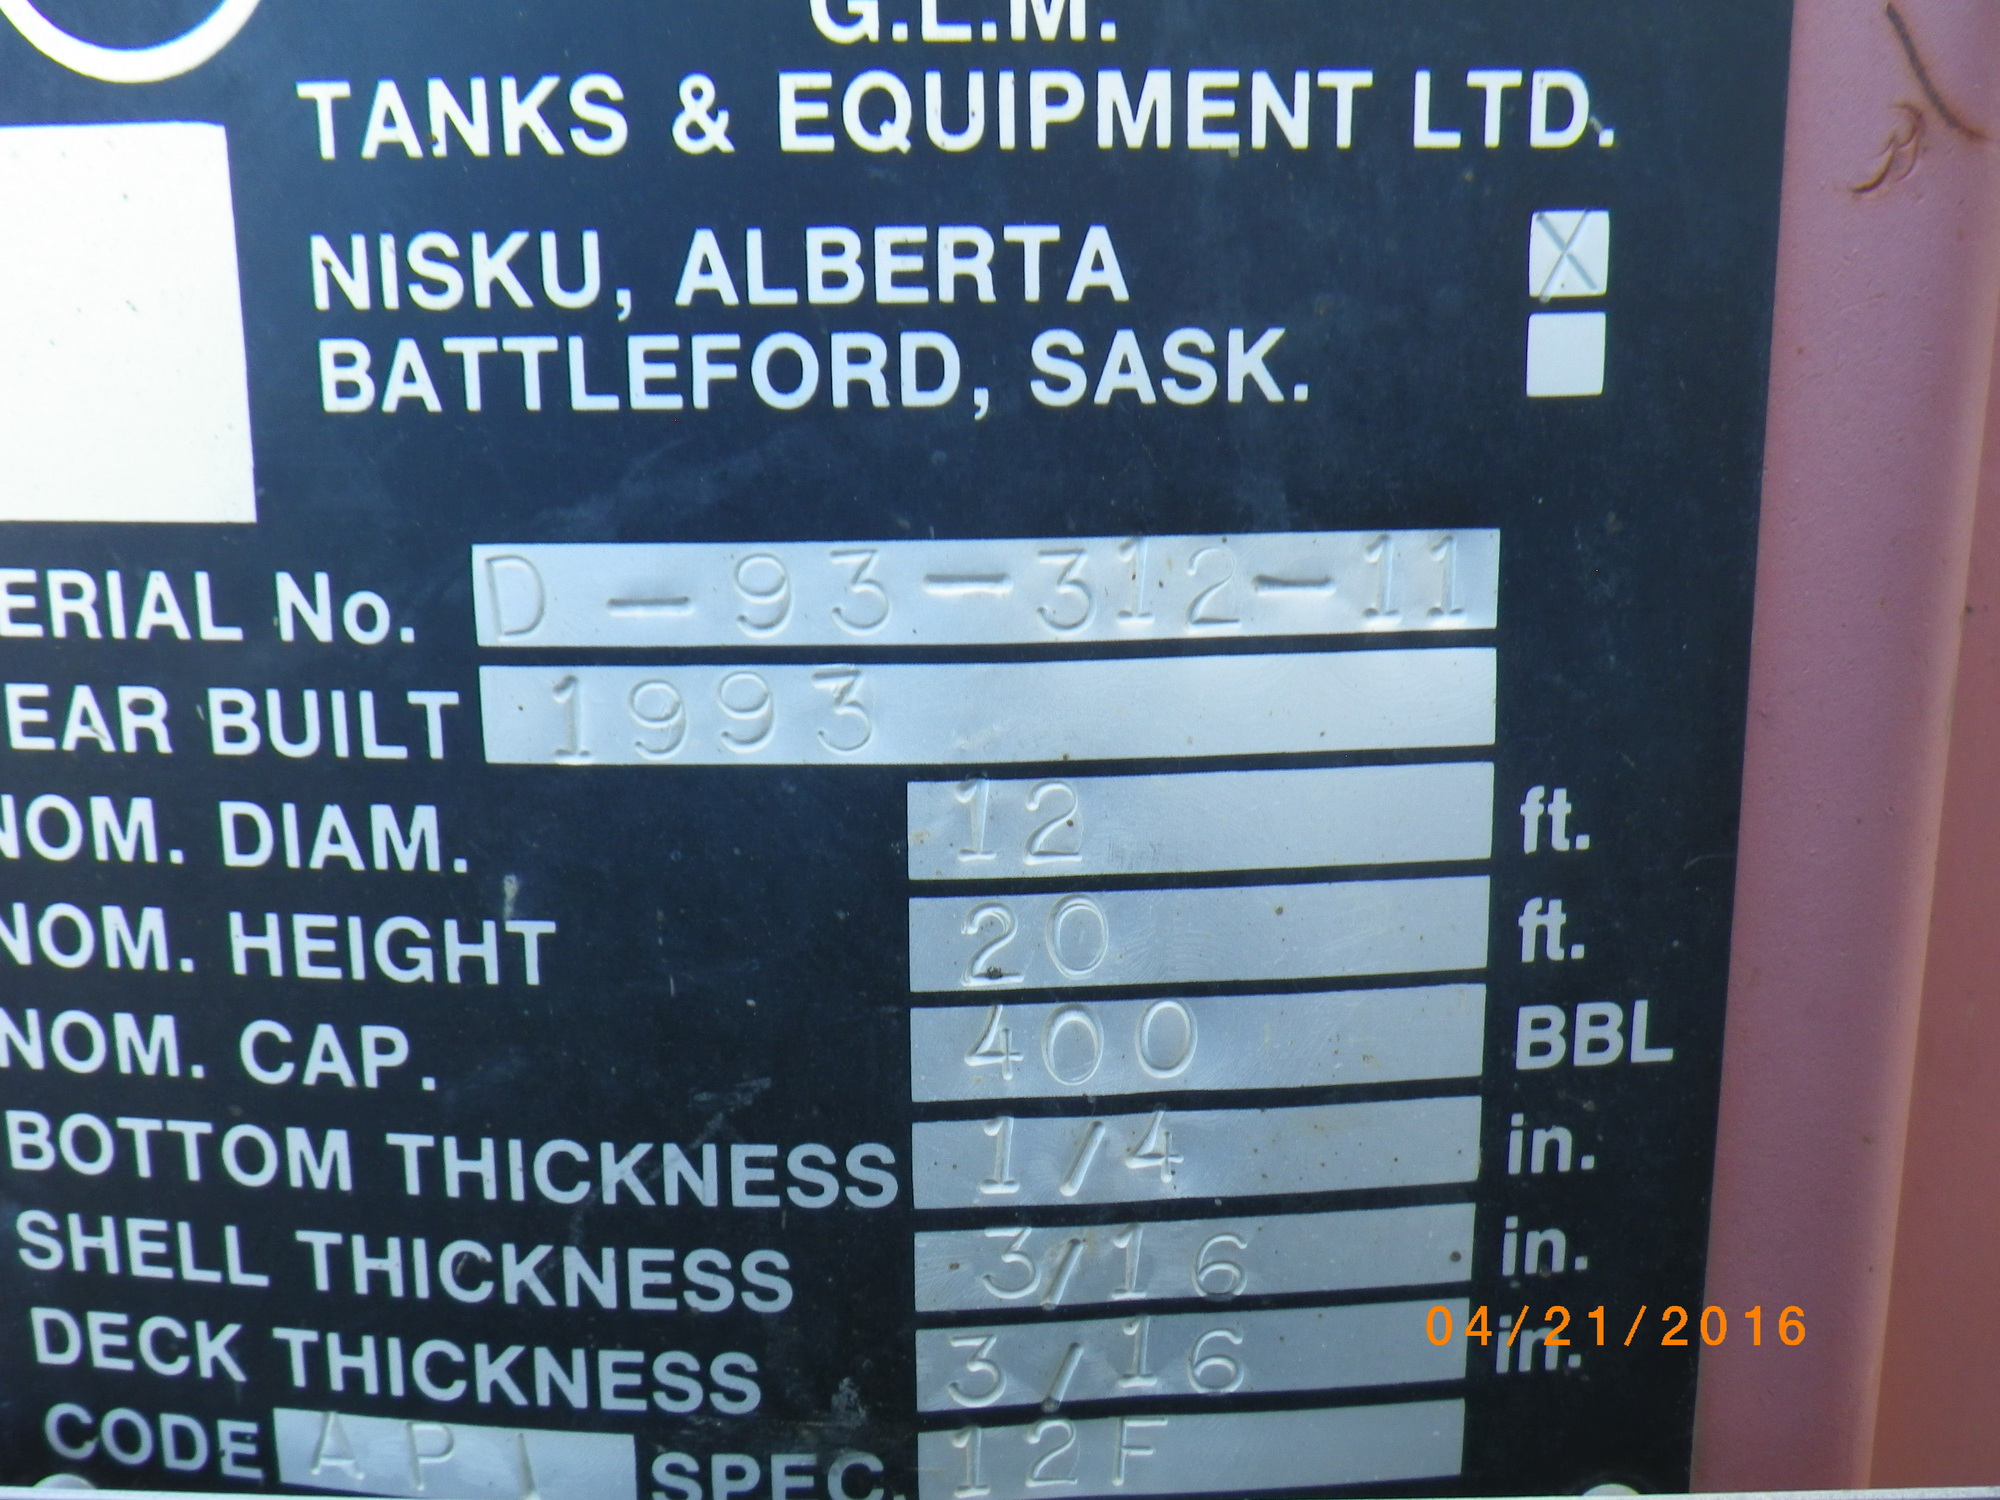 G.L.M.
TANKS & EQUIPMENT LTD.
NISKU, ALBERTA X
BATTLEFORD, SASK.
ERIAL No. D-93-312-11
EAR BUILT 1993
NOM. DIAM. 12 ft.
NOM. HEIGHT 20 ft.
NOM. CAP. 400 BBL
BOTTOM THICKNESS 1/4 in.
SHELL THICKNESS 3/16 in.
DECK THICKNESS 3/16 in.
04/21/2016
CODE API SPEC. 12F